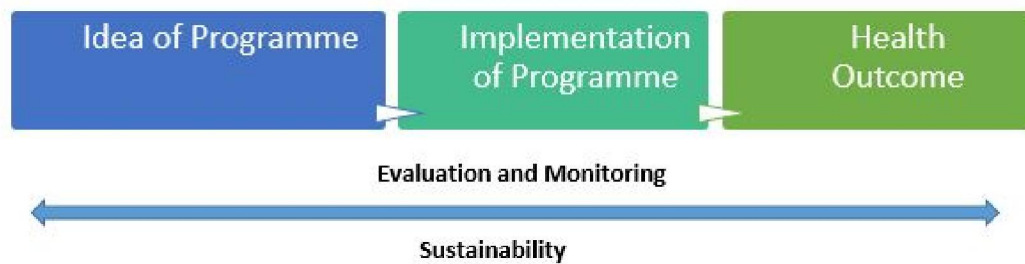 Idea of Programme
Implementation
of Programme
Health
Outcome
Evaluation and Monitoring
Sustainability